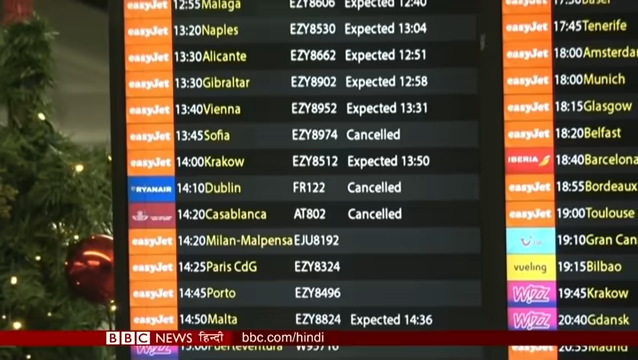 easyJet 12:55 Malaga EZY8606 Expected 12:40
easyJet 13:20 Naples EZY8530 Expected 13:04
easyJet 13:30 Alicante EZY8662 Expected 12:51
easyJet 13:30 Gibraltar EZY8902 Expected 12:58
easyJet 13:40 Vienna EZY8952 Expected 13:31
easyJet 13:45 Sofia EZY8974 Cancelled
easyJet 14:00 Krakow EZY8512 Expected 13:50
RYANAIR 14:10 Dublin FR122 Cancelled
14:20 Casablanca AT802 Cancelled
easyJet 14:20 Milan-Malpensa EJU8192
easyJet 14:25 Paris CdG EZY8324
easyJet 14:45 Porto EZY8496
easyJet 14:50 Malta EZY8824 Expected 14:36
easyJet 17:45 Tenerife
easyJet 18:00 Amsterda
easyJet 18:00 Munich
easyJet 18:15 Glasgow
easyJet 18:20 Belfast
IBERIA 18:40 Barcelona
easyJet 18:55 Bordeaux
easyJet 19:00 Toulouse
TUI 19:10 Gran Can
vueling 19:15 Bilbao
WIZZ 19:45 Krakow
WIZZ 20:40 Gdansk
easyJet 20:55 Madrid
BBC NEWS हिन्दी bbc.com/hindi